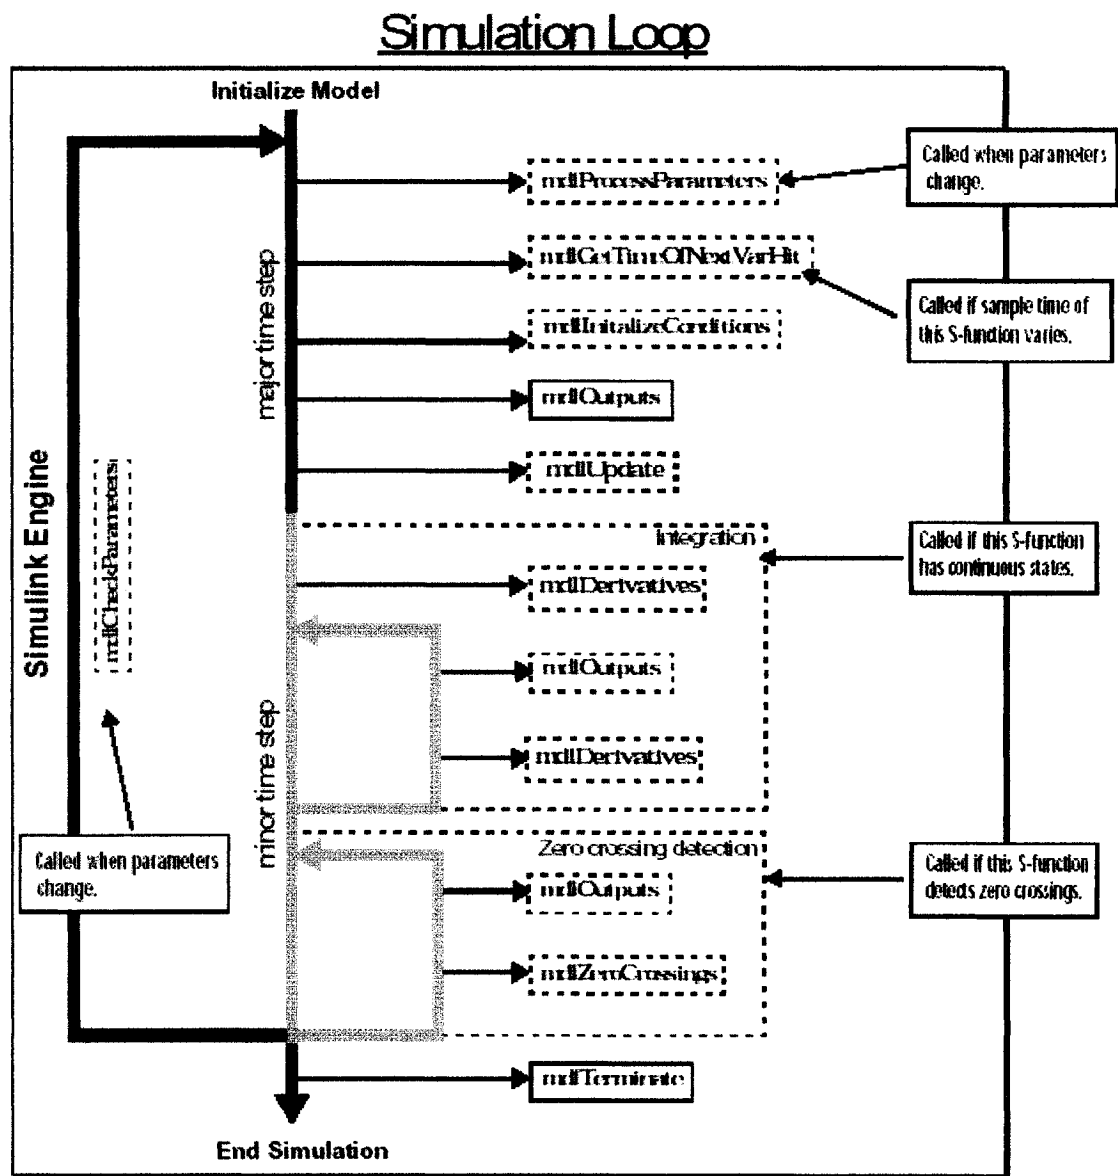 Simulation Loop
Initialize Model
mdlProcessParameters
Called when parameters
change.
mdlGetTimeOfNextVarHit
Called if sample time of
this S-function varies.
mdlInitalizeConditions
major time step
mdlOutputs
mdlUpdate
Simulink Engine
mdlCheckParameters
Integration
Called if this S-function
has continuous states.
mdlDerivatives
mdlOutputs
mdlDerivatives
minor time step
Called when parameters
change.
Zero crossing detection
Called if this S-function
detects zero crossings.
mdlOutputs
mdlZeroCrossings
mdlTerminate
End Simulation